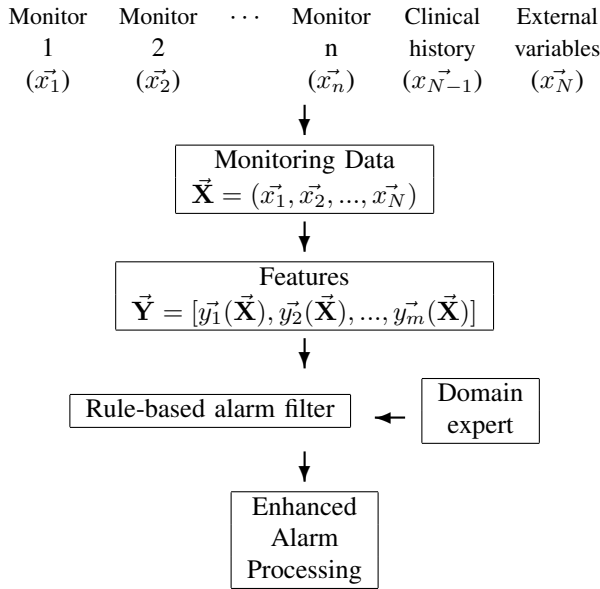 Monitor Monitor ⋯ Monitor Clinical External
1 2 n history variables
(x⃗₁) (x⃗₂) (x⃗ₙ) (x⃗_{N−1}) (x⃗_N)
Monitoring Data
X⃗ = (x⃗₁, x⃗₂, ..., x⃗_N)
Features
Y⃗ = [y⃗₁(X⃗), y⃗₂(X⃗), ..., y⃗ₘ(X⃗)]
Rule-based alarm filter
Domain
expert
Enhanced
Alarm
Processing